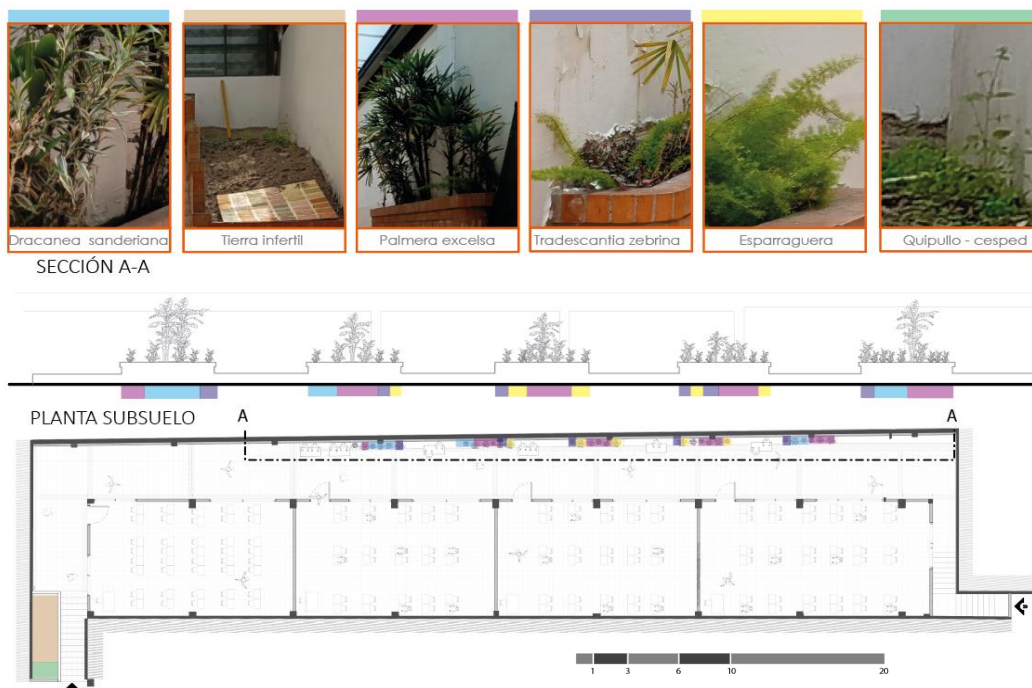 Dracanea sanderiana
Tierra infertil
Palmera excelsa
Tradescantia zebrina
Esparraguera
Quipullo - cesped
SECCIÓN A-A
PLANTA SUBSUELO
A
A
1 3 6 10 20